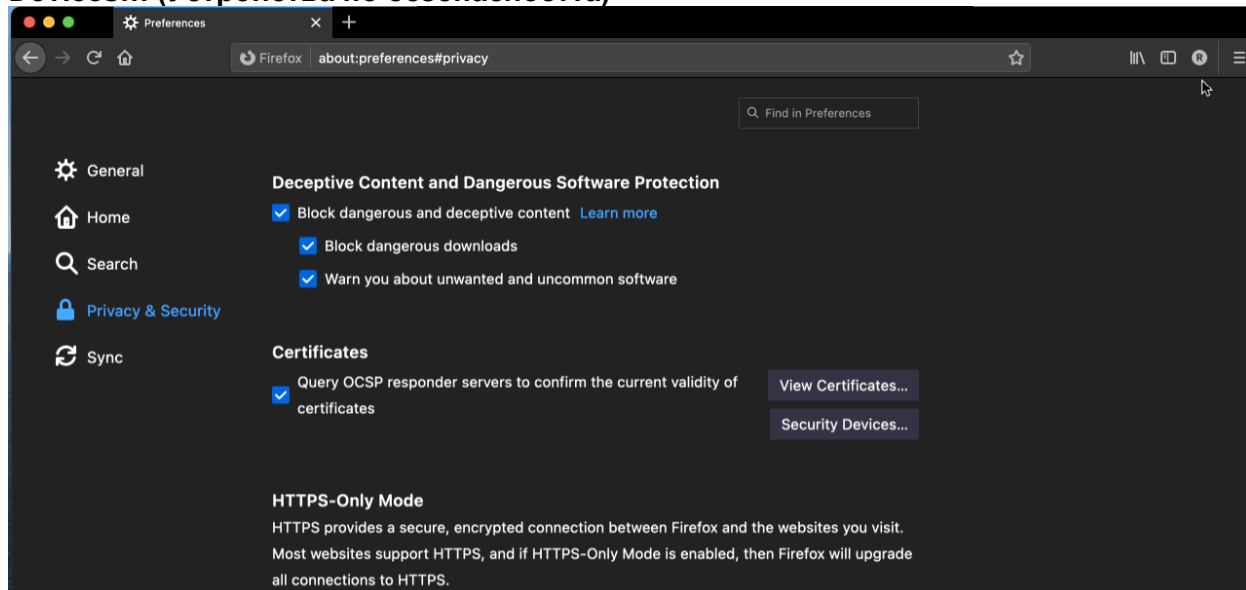 Preferences
Firefox about:preferences#privacy
Find in Preferences
General
Home
Search
Privacy & Security
Sync
Deceptive Content and Dangerous Software Protection
Block dangerous and deceptive content Learn more
Block dangerous downloads
Warn you about unwanted and uncommon software
Certificates
Query OCSP responder servers to confirm the current validity of
certificates
View Certificates...
Security Devices...
HTTPS-Only Mode
HTTPS provides a secure, encrypted connection between Firefox and the websites you visit.
Most websites support HTTPS, and if HTTPS-Only Mode is enabled, then Firefox will upgrade
all connections to HTTPS.